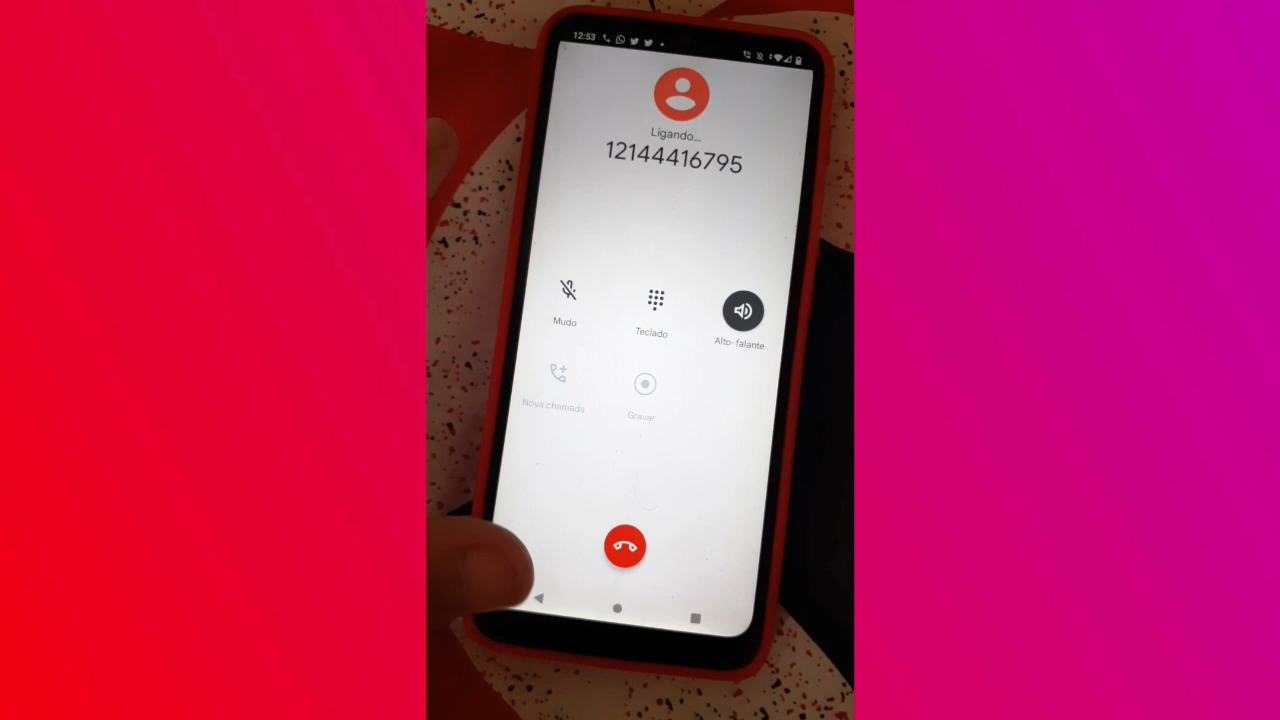 12:53
Ligando...
12144416795
Mudo
Teclado
Alto-falante
Nova chamada
Gravar